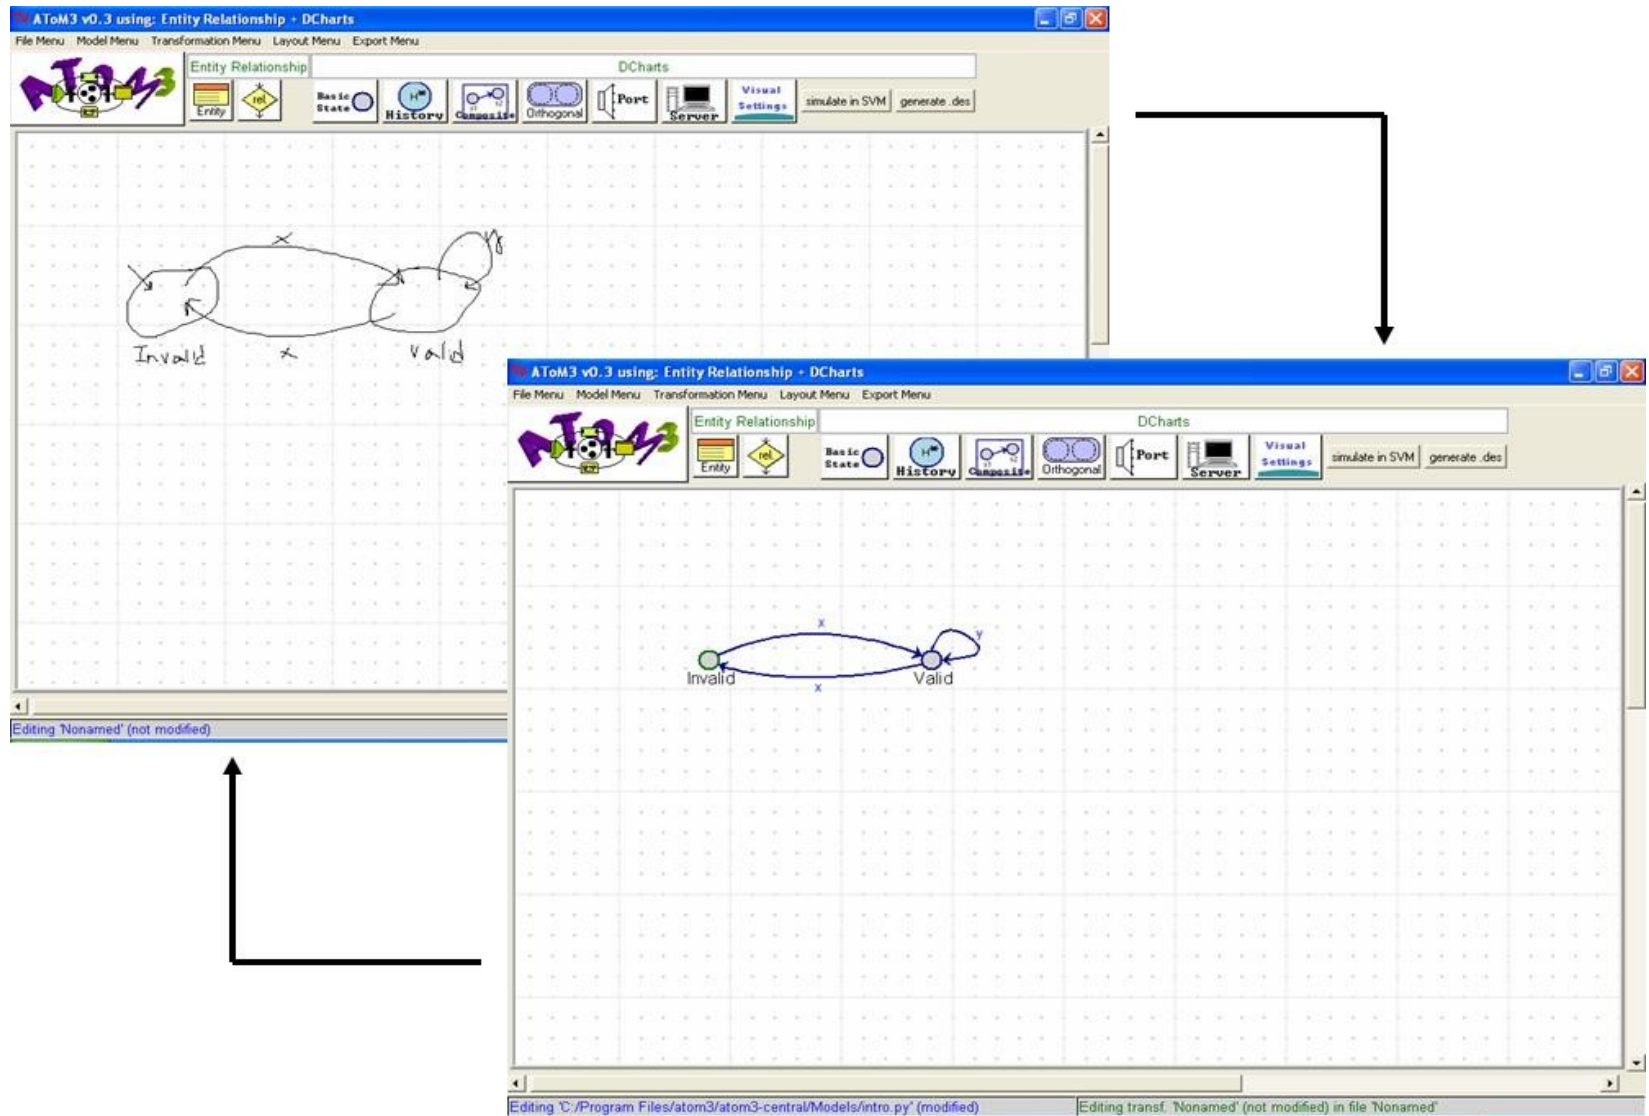 AToM3 v0.3 using: Entity Relationship + DCharts
File Menu Model Menu Transformation Menu Layout Menu Export Menu
AToM3
Entity Relationship DCharts
Entity
rel
Basic State
H*
History
Composite
Orthogonal
Port
Server
Visual Settings
simulate in SVM
generate .des
x
y
Invalid
x
Valid
Editing 'Nonamed' (not modified)
AToM3 v0.3 using: Entity Relationship + DCharts
File Menu Model Menu Transformation Menu Layout Menu Export Menu
AToM3
Entity Relationship DCharts
Entity
rel
Basic State
H*
History
Composite
Orthogonal
Port
Server
Visual Settings
simulate in SVM
generate .des
x
y
Invalid
x
Valid
Editing 'C:/Program Files/atom3/atom3-central/Models/intro.py' (modified)
Editing transf. 'Nonamed' (not modified) in file 'Nonamed'